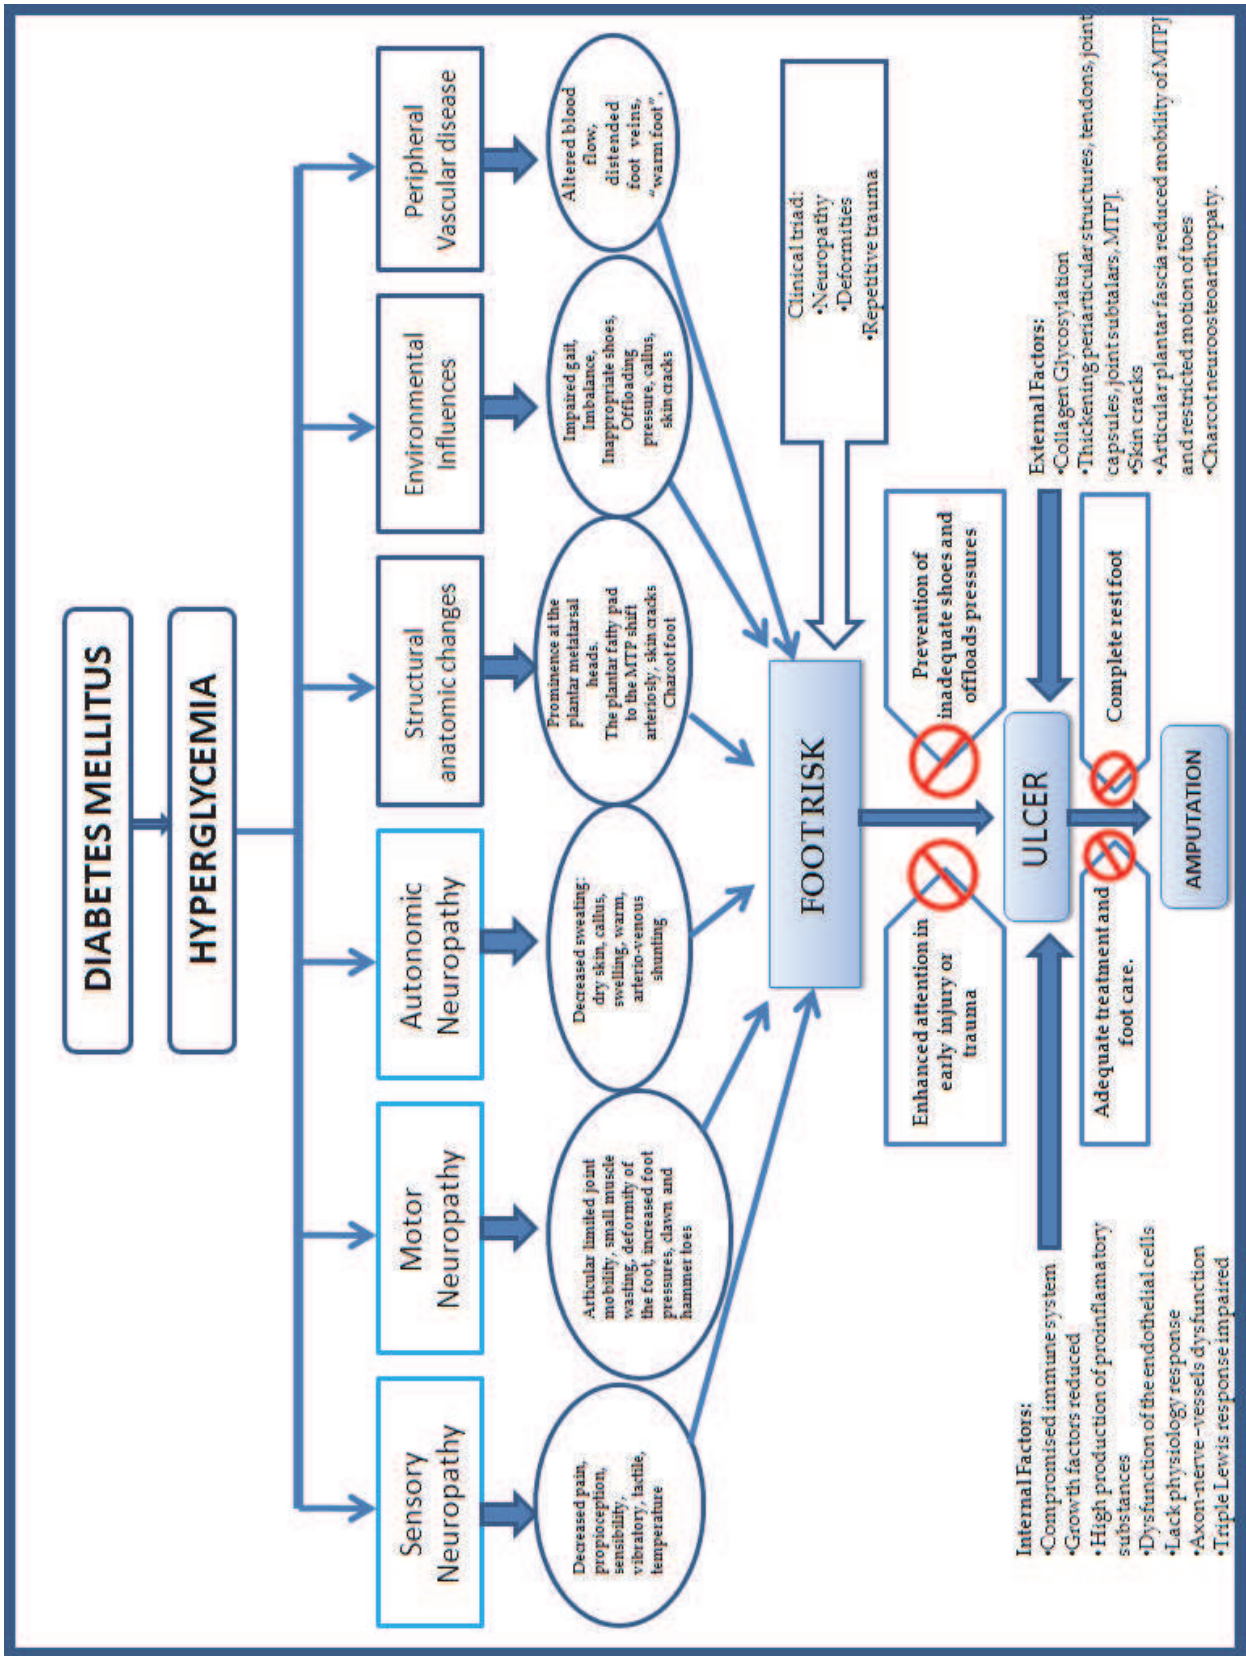 DIABETES MELLITUS
HYPERGLYCEMIA
Sensory
Neuropathy
Motor
Neuropathy
Autonomic
Neuropathy
Structural
anatomic changes
Environmental
Influences
Peripheral
Vascular disease
Decreased pain,
propioception,
sensibility,
vibratory, tactile,
temperature
Articular limited joint
mobility, small muscle
wasting, deformity of
the foot, increased foot
pressures, clawn and
hammer toes
Decreased sweating:
dry skin, callus,
swelling, warm,
arterio-venous
shunting
Prominence at the
plantar metatarsal
heads.
The plantar fatty pad
to the MTP shift
arteriosly, skin cracks
Charcot foot
Impaired gait,
Imbalance,
Inappropriate shoes,
Offloading
pressure, callus,
skin cracks
Altered blood
flow,
distended
foot veins,
“warm foot”.
FOOT RISK
Clinical triad:
•Neuropathy
•Deformities
•Repetitive trauma
Enhanced attention in
early injury or
trauma
Prevention of
inadequate shoes and
offloads pressures
ULCER
Internal Factors:
•Compromised immune system
•Growth factors reduced
•High production of proinflamatory
substances
•Dysfunction of the endothelial cells
•Lack physiology response
•Axon-nerve-vessels dysfunction
•Triple Lewis response impaired
External Factors:
•Collagen Glycosylation
•Thickening periarticular structures, tendons, joint
capsules, joint subtalars, MTPJ.
•Skin cracks
•Articular plantar fascia reduced mobility of MTPJ
and restricted motion of toes
•Charcot neuroosteoarthropaty.
Adequate treatment and
foot care.
Complete rest foot
AMPUTATION